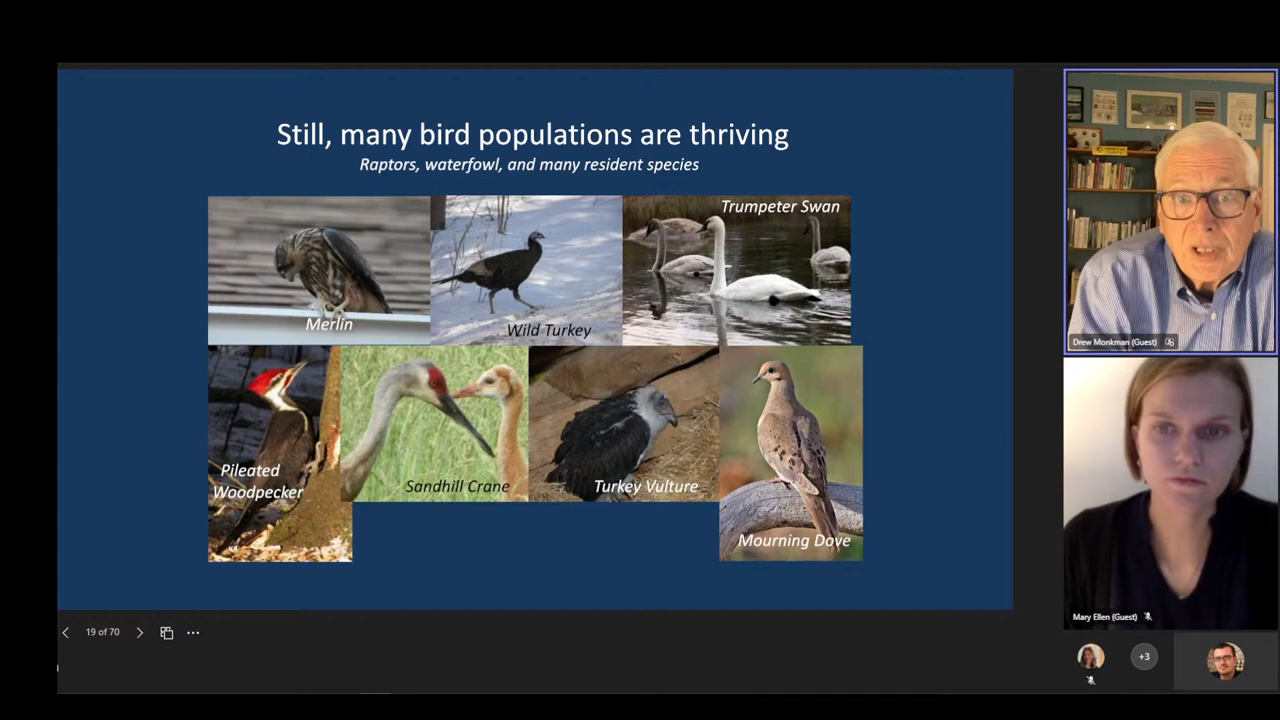 Still, many bird populations are thriving
Raptors, waterfowl, and many resident species
Trumpeter Swan
Merlin
Wild Turkey
Pileated
Woodpecker
Sandhill Crane
Turkey Vulture
Mourning Dove
Drew Monkman (Guest)
Mary Ellen (Guest)
19 of 70
+3